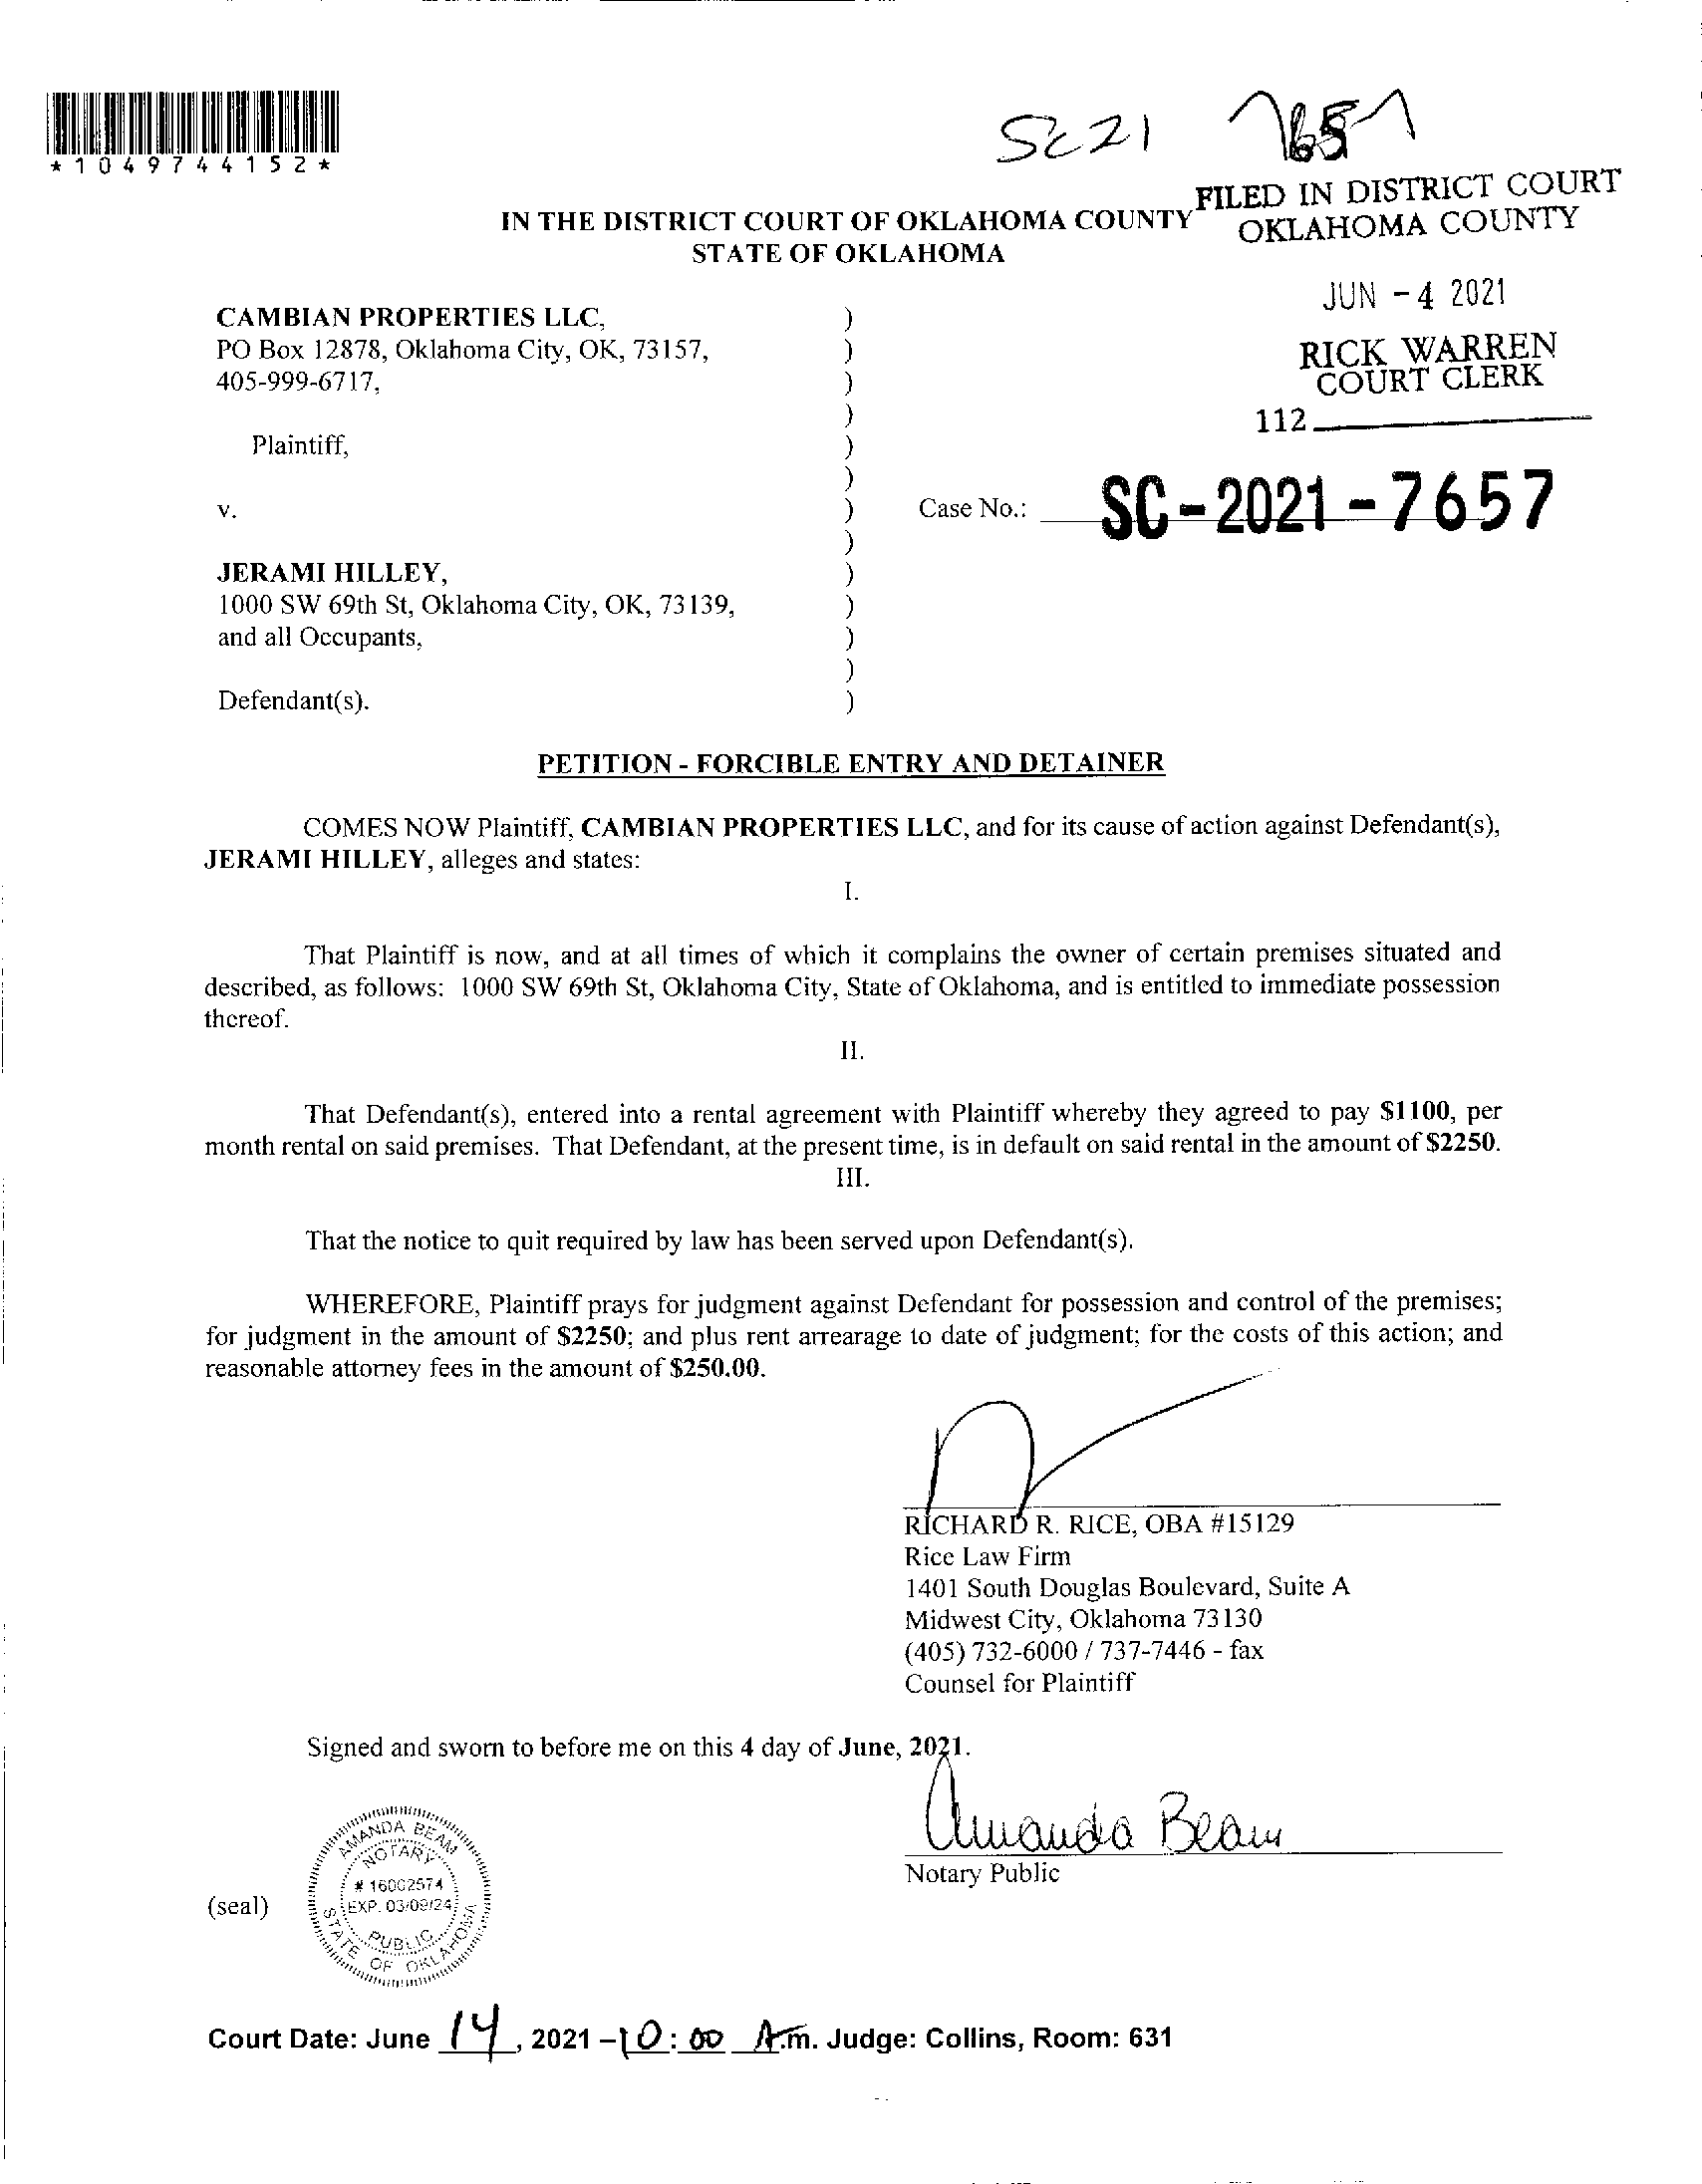 *1049744152*
SC21 7657
FILED IN DISTRICT COURT
OKLAHOMA COUNTY
IN THE DISTRICT COURT OF OKLAHOMA COUNTY
STATE OF OKLAHOMA
JUN -4 2021
RICK WARREN
COURT CLERK
112
CAMBIAN PROPERTIES LLC, )
PO Box 12878, Oklahoma City, OK, 73157, )
405-999-6717, )
)
Plaintiff, )
)
v. ) Case No.: SC-2021-7657
)
JERAMI HILLEY, )
1000 SW 69th St, Oklahoma City, OK, 73139, )
and all Occupants, )
)
Defendant(s). )
PETITION - FORCIBLE ENTRY AND DETAINER
COMES NOW Plaintiff, CAMBIAN PROPERTIES LLC, and for its cause of action against Defendant(s),
JERAMI HILLEY, alleges and states:
I.
That Plaintiff is now, and at all times of which it complains the owner of certain premises situated and
described, as follows: 1000 SW 69th St, Oklahoma City, State of Oklahoma, and is entitled to immediate possession
thereof.
II.
That Defendant(s), entered into a rental agreement with Plaintiff whereby they agreed to pay $1100, per
month rental on said premises. That Defendant, at the present time, is in default on said rental in the amount of $2250.
III.
That the notice to quit required by law has been served upon Defendant(s).
WHEREFORE, Plaintiff prays for judgment against Defendant for possession and control of the premises;
for judgment in the amount of $2250; and plus rent arrearage to date of judgment; for the costs of this action; and
reasonable attorney fees in the amount of $250.00.
RICHARD R. RICE, OBA #15129
Rice Law Firm
1401 South Douglas Boulevard, Suite A
Midwest City, Oklahoma 73130
(405) 732-6000 / 737-7446 - fax
Counsel for Plaintiff
Signed and sworn to before me on this 4 day of June, 2021.
Amanda Beam
Notary Public
(seal)
AMANDA BEAM
NOTARY
# 16002574
EXP. 03/09/24
PUBLIC
STATE OF OKLAHOMA
Court Date: June 14, 2021 - 10:00 A.m. Judge: Collins, Room: 631